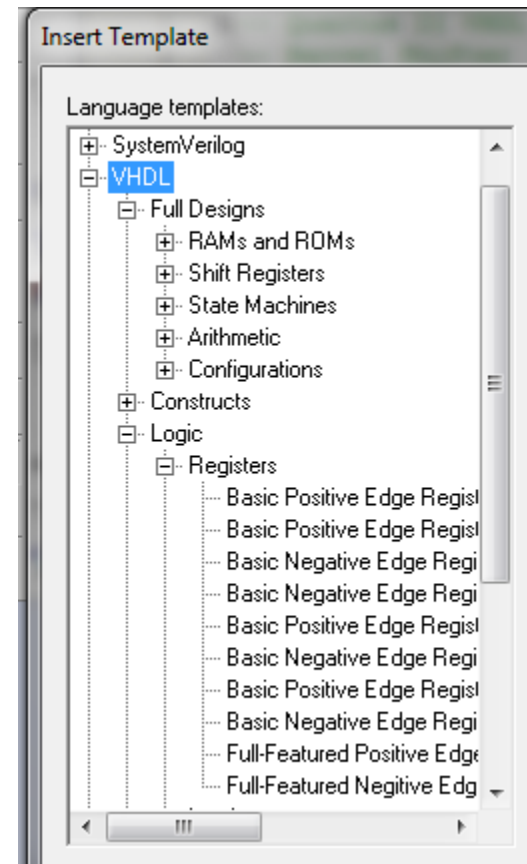 Insert Template
Language templates:
SystemVerilog
VHDL
Full Designs
RAMs and ROMs
Shift Registers
State Machines
Arithmetic
Configurations
Constructs
Logic
Registers
Basic Positive Edge Regist
Basic Positive Edge Regist
Basic Negative Edge Regi
Basic Negative Edge Regi
Basic Positive Edge Regist
Basic Negative Edge Regi
Basic Positive Edge Regist
Basic Negative Edge Regi
Full-Featured Positive Edge
Full-Featured Negitive Edg